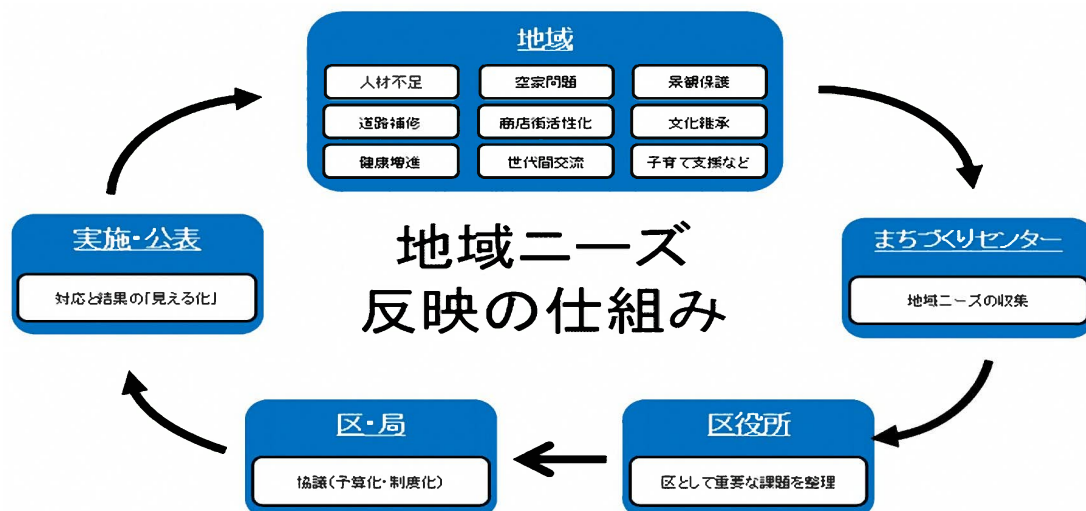 地域
人材不足
空家問題
景観保護
道路補修
商店街活性化
文化継承
健康増進
世代間交流
子育て支援など
実施・公表
対応と結果の「見える化」
地域ニーズ
反映の仕組み
まちづくりセンター
地域ニーズの収集
区・局
協議(予算化・制度化)
区役所
区として重要な課題を整理